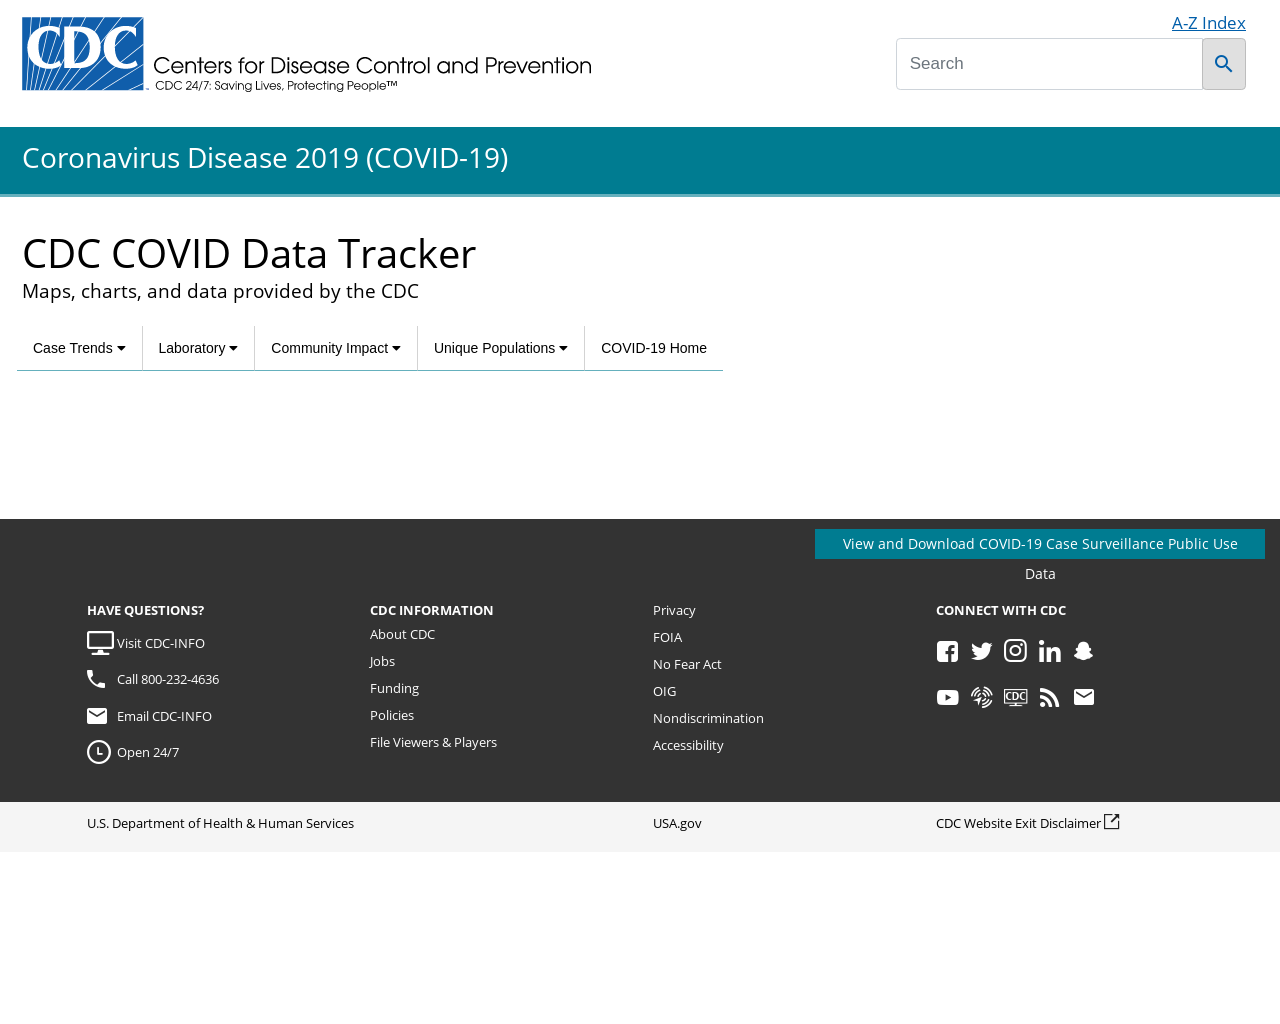 A-Z Index
CDC
Centers for Disease Control and Prevention
CDC 24/7: Saving Lives, Protecting People™
Search
Coronavirus Disease 2019 (COVID-19)
CDC COVID Data Tracker
Maps, charts, and data provided by the CDC
Case Trends Laboratory Community Impact Unique Populations COVID-19 Home
View and Download COVID-19 Case Surveillance Public Use
Data
HAVE QUESTIONS?
Visit CDC-INFO
Call 800-232-4636
Email CDC-INFO
Open 24/7
CDC INFORMATION
About CDC
Jobs
Funding
Policies
File Viewers & Players
Privacy
FOIA
No Fear Act
OIG
Nondiscrimination
Accessibility
CONNECT WITH CDC
CDC
U.S. Department of Health & Human Services
USA.gov
CDC Website Exit Disclaimer